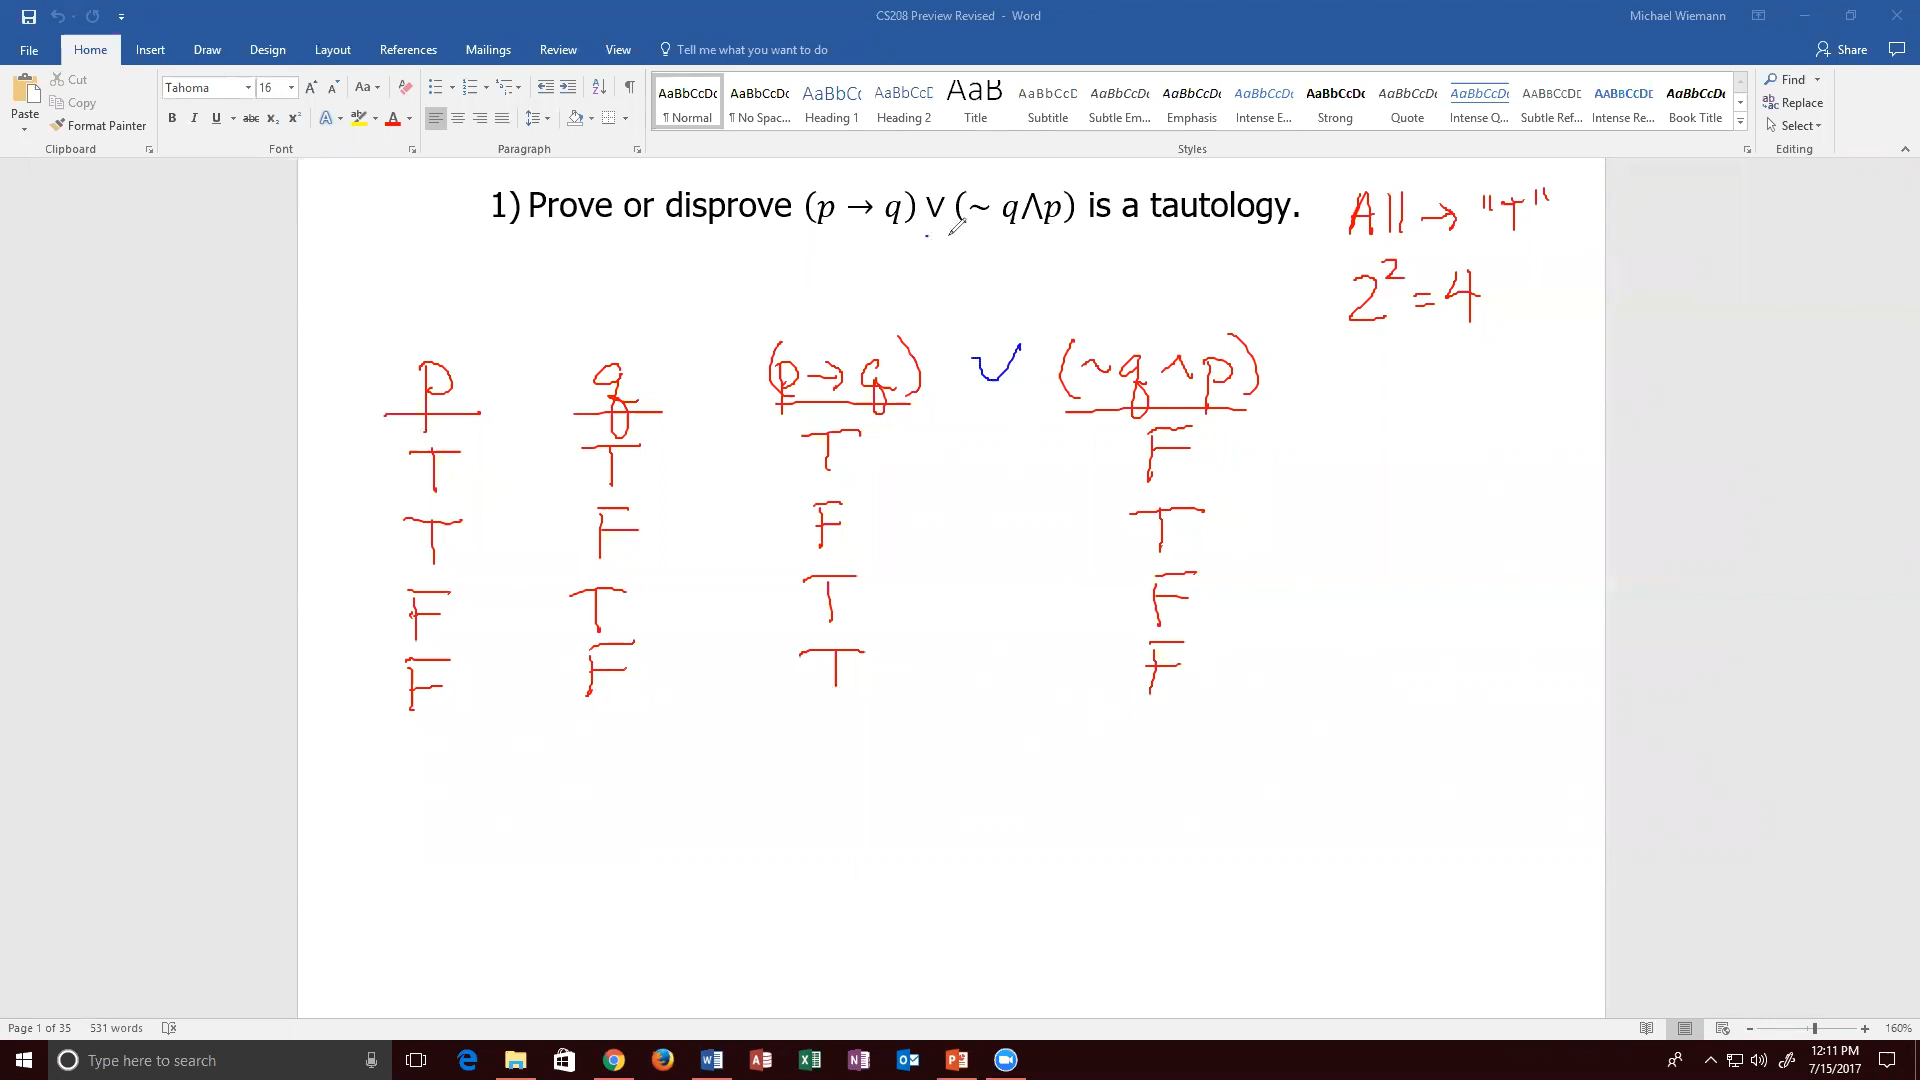 CS208 Preview Revised - Word
Michael Wiemann
File Home Insert Draw Design Layout References Mailings Review View Tell me what you want to do Share
Paste
Cut
Copy
Format Painter
Clipboard
Tahoma 16
Aa
B I U abc x₂ x²
Font
Paragraph
AaBbCcDc AaBbCcDc AaBbCc AaBbCcD AaB AaBbCcD AaBbCcDc AaBbCcDc AaBbCcDc AaBbCcDc AaBbCcDc AaBbCcDc AABBCCDC AABBCCDC AaBbCcDc
¶ Normal ¶ No Spac... Heading 1 Heading 2 Title Subtitle Subtle Em... Emphasis Intense E... Strong Quote Intense Q... Subtle Ref... Intense Re... Book Title
Styles
Find
Replace
Select
Editing
1) Prove or disprove (p → q) ∨ (~ q∧p) is a tautology.
All → "T"
2² = 4
p q (p → q) ∨ (~q ∧ p)
T T T F
T F F T
F T T F
F F T F
Page 1 of 35 531 words 160%
Type here to search
12:11 PM
7/15/2017